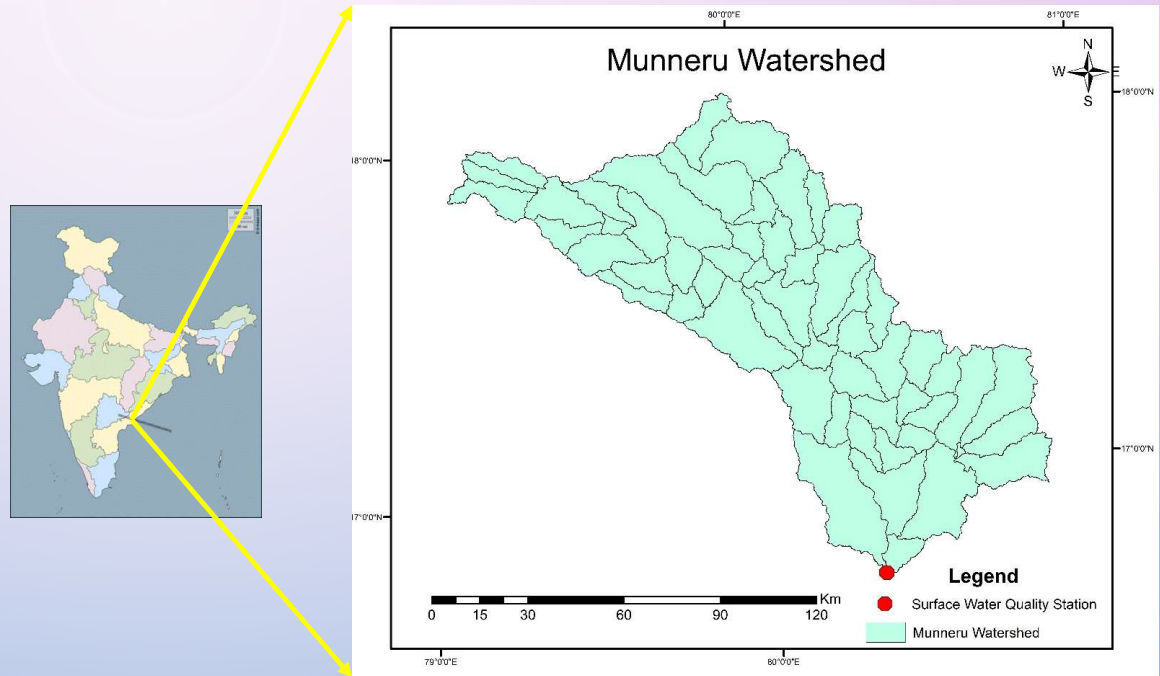 80°0'0"E
81°0'0"E
Munneru Watershed
N
W
E
S
18°0'0"N
18°0'0"N
17°0'0"N
17°0'0"N
Legend
Surface Water Quality Station
Munneru Watershed
Km
0 15 30 60 90 120
79°0'0"E
80°0'0"E